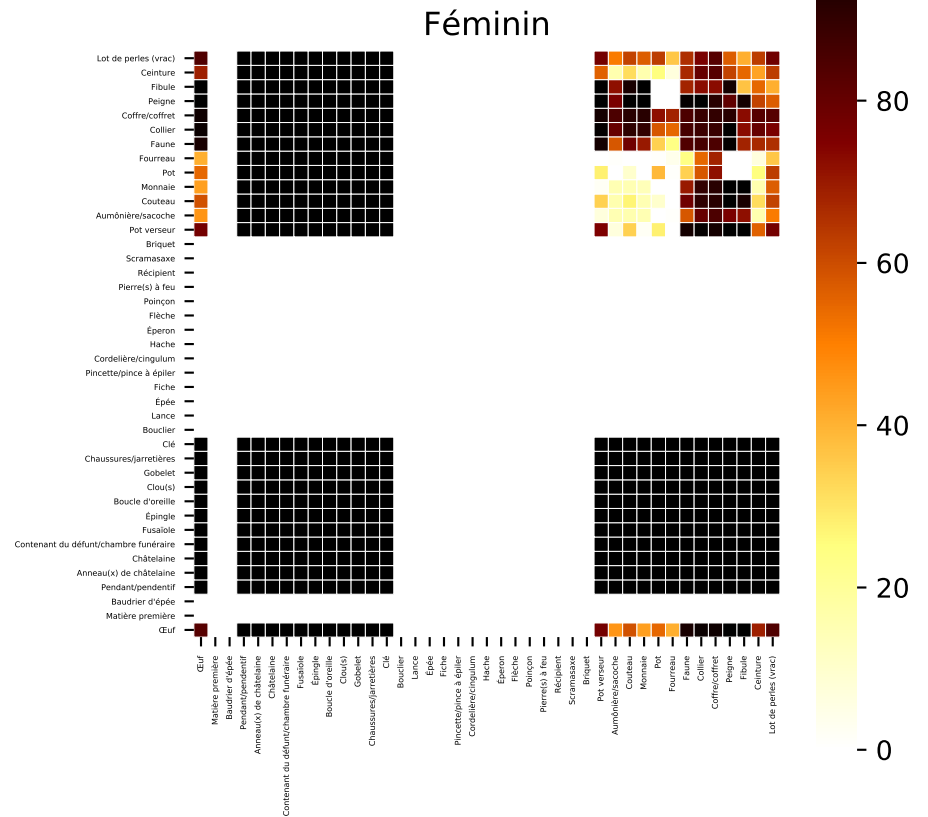 Féminin
Lot de perles (vrac)
Ceinture
Fibule
Peigne
Coffre/coffret
Collier
Faune
Fourreau
Pot
Monnaie
Couteau
Aumônière/sacoche
Pot verseur
Briquet
Scramasaxe
Récipient
Pierre(s) à feu
Poinçon
Flèche
Éperon
Hache
Cordelière/cingulum
Pincette/pince à épiler
Fiche
Épée
Lance
Bouclier
Clé
Chaussures/jarretières
Gobelet
Clou(s)
Boucle d'oreille
Épingle
Fusaïole
Contenant du défunt/chambre funéraire
Châtelaine
Anneau(x) de châtelaine
Pendant/pendentif
Baudrier d'épée
Matière première
Œuf
Œuf
Matière première
Baudrier d'épée
Pendant/pendentif
Anneau(x) de châtelaine
Châtelaine
Contenant du défunt/chambre funéraire
Fusaïole
Épingle
Boucle d'oreille
Clou(s)
Gobelet
Chaussures/jarretières
Clé
Bouclier
Lance
Épée
Fiche
Pincette/pince à épiler
Cordelière/cingulum
Hache
Éperon
Flèche
Poinçon
Pierre(s) à feu
Récipient
Scramasaxe
Briquet
Pot verseur
Aumônière/sacoche
Couteau
Monnaie
Pot
Fourreau
Faune
Collier
Coffre/coffret
Peigne
Fibule
Ceinture
Lot de perles (vrac)
80
60
40
20
0